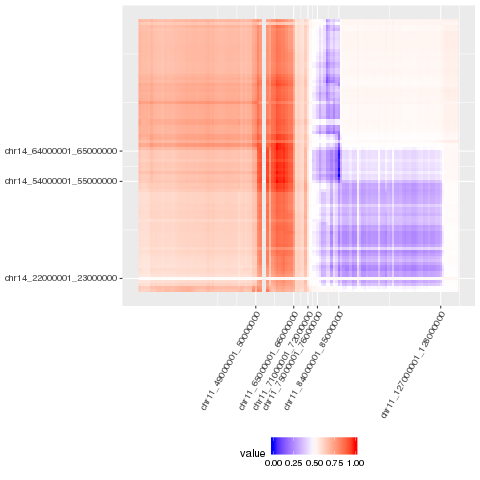 chr14_64000001_65000000
chr14_54000001_55000000
chr14_22000001_23000000
chr11_49000001_50000000
chr11_65000001_66000000
chr11_71000001_72000000
chr11_75000001_76000000
chr11_84000001_85000000
chr11_127000001_128000000
value
0.00 0.25 0.50 0.75 1.00